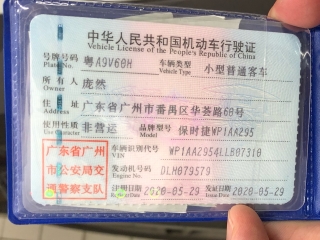 中华人民共和国机动车行驶证
Vehicle License of the People's Republic of China
号牌号码 粤A9V60H 车辆类型 小型普通客车
Plate No. Vehicle Type
所有人 庞然
Owner
住址 广东省广州市番禺区华荟路68号
Address
使用性质 非营运 品牌型号 保时捷WP1AA295
Use Character Model
广东省广州
市公安局交
通警察支队
车辆识别代号 WP1AA2954LLB07310
VIN
发动机号码 DLH079579
Engine No.
注册日期 2020-05-29 发证日期 2020-05-29